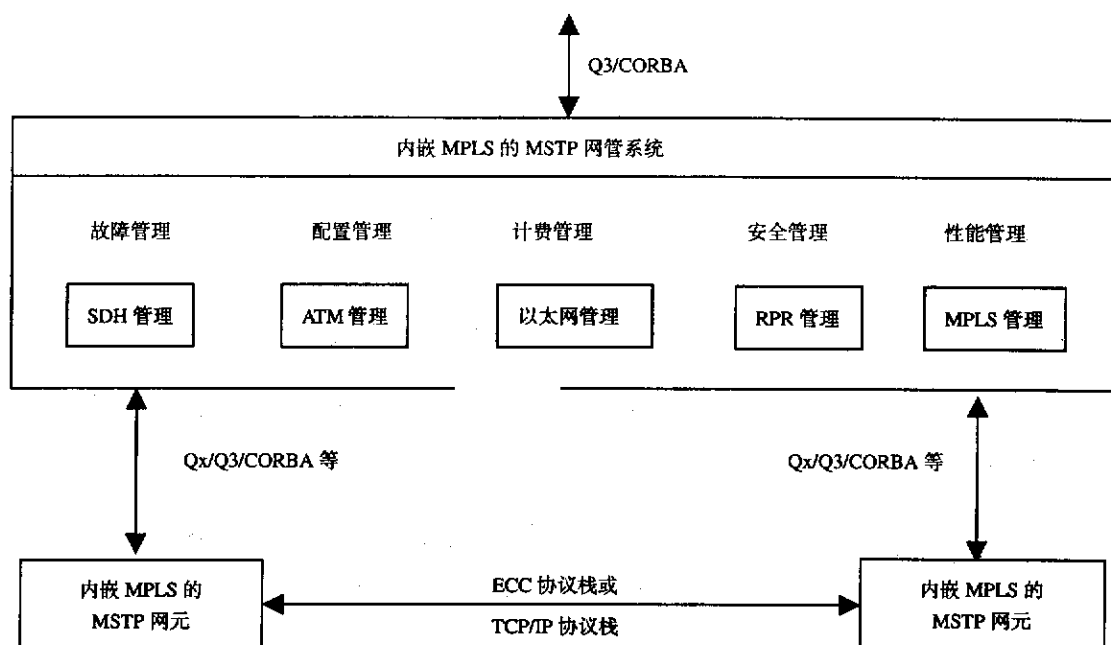 Q3/CORBA
内嵌 MPLS 的 MSTP 网管系统
故障管理 配置管理 计费管理 安全管理 性能管理
SDH 管理 ATM 管理 以太网管理 RPR 管理 MPLS 管理
Qx/Q3/CORBA 等 Qx/Q3/CORBA 等
内嵌 MPLS 的
MSTP 网元
ECC 协议栈或
TCP/IP 协议栈
内嵌 MPLS 的
MSTP 网元